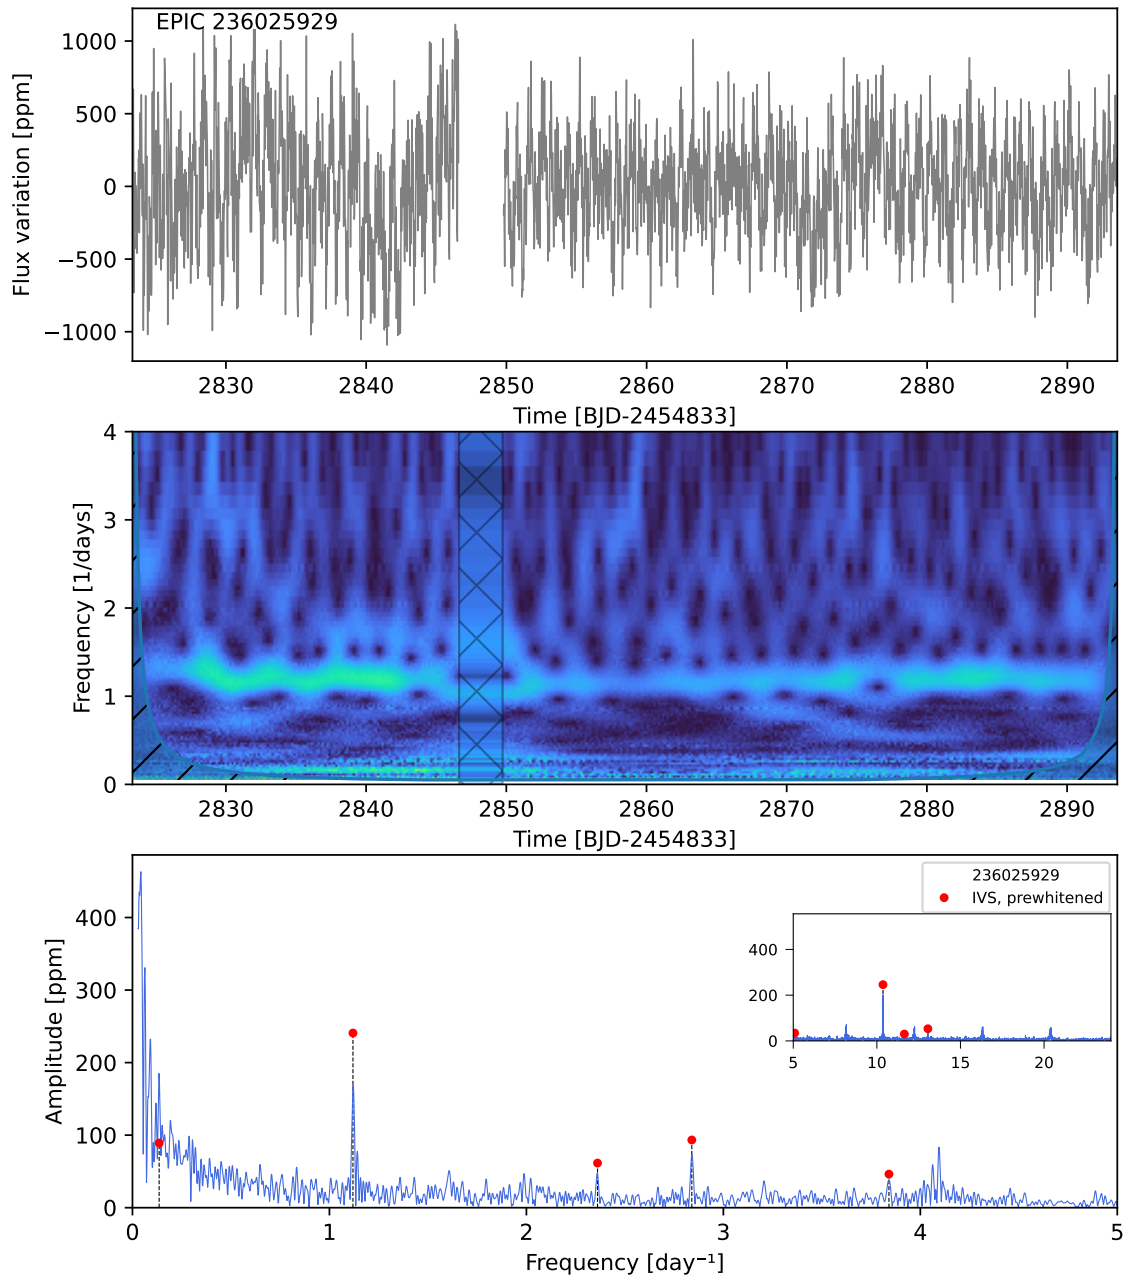 EPIC 236025929
Flux variation [ppm]
1000
500
0
−500
−1000
2830 2840 2850 2860 2870 2880 2890
Time [BJD-2454833]
Frequency [1/days]
4
3
2
1
0
2830 2840 2850 2860 2870 2880 2890
Time [BJD-2454833]
Amplitude [ppm]
400
300
200
100
0
236025929
IVS, prewhitened
400
200
0
5 10 15 20
0 1 2 3 4 5
Frequency [day⁻¹]